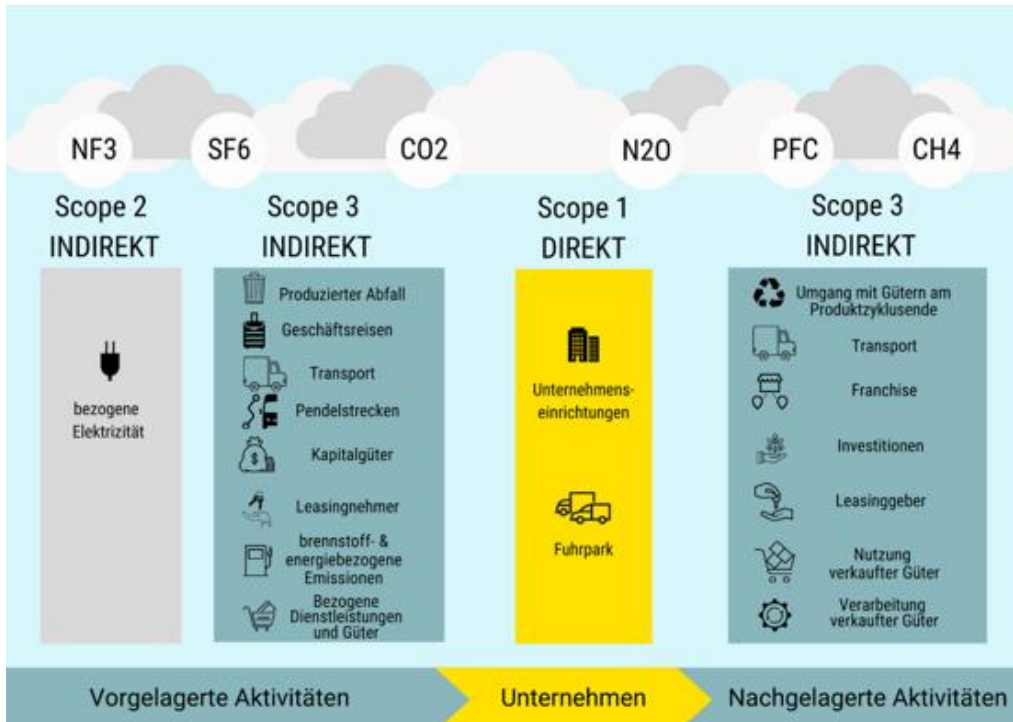 NF3
SF6
CO2
N2O
PFC
CH4
Scope 2
INDIREKT
bezogene
Elektrizität
Scope 3
INDIREKT
Produzierter Abfall
Geschäftsreisen
Transport
Pendelstrecken
Kapitalgüter
Leasingnehmer
brennstoff- &
energiebezogene
Emissionen
Bezogene
Dienstleistungen
und Güter
Scope 1
DIREKT
Unternehmens-
einrichtungen
Fuhrpark
Scope 3
INDIREKT
Umgang mit Gütern am
Produktzyklusende
Transport
Franchise
Investitionen
Leasinggeber
Nutzung
verkaufter Güter
Verarbeitung
verkaufter Güter
Vorgelagerte Aktivitäten
Unternehmen
Nachgelagerte Aktivitäten